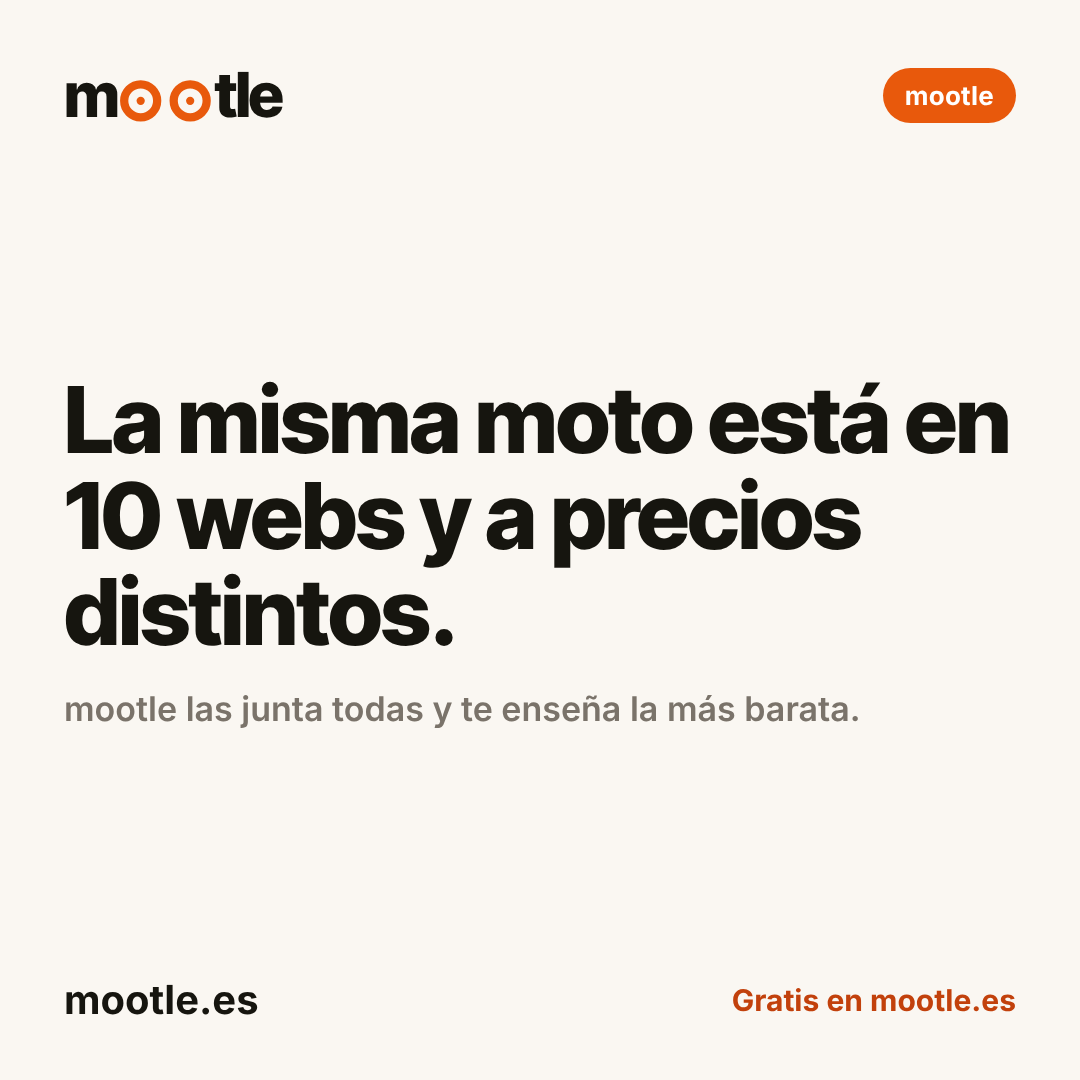 mootle
mootle
La misma moto está en
10 webs y a precios
distintos.
mootle las junta todas y te enseña la más barata.
mootle.es
Gratis en mootle.es